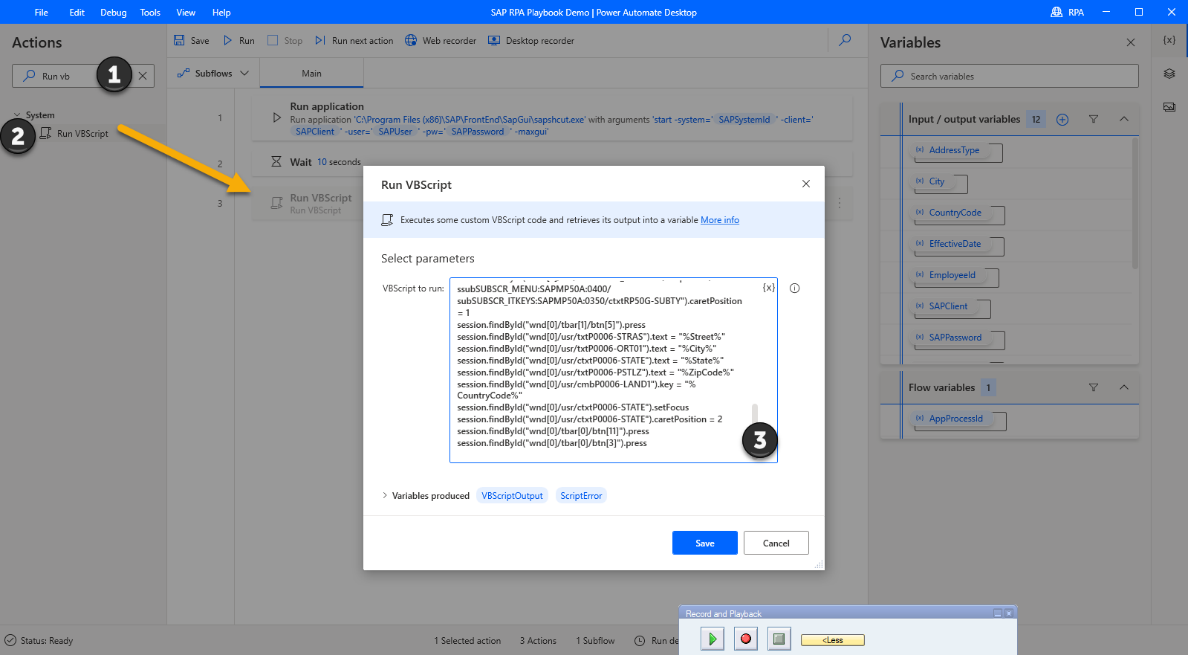 File Edit Debug Tools View Help
SAP RPA Playbook Demo | Power Automate Desktop
RPA
Actions
Run vb
1
System
2
Run VBScript
Save Run Stop Run next action Web recorder Desktop recorder
Subflows Main
1
Run application
Run application 'C:\Program Files (x86)\SAP\FrontEnd\SapGui\sapshcut.exe' with arguments 'start -system=' SAPSystemId ' -client='
SAPClient ' -user=' SAPUser ' -pw=' SAPPassword ' -maxgui'
2
Wait 10 seconds
3
Run VBScript
Run VBScript
Run VBScript
Executes some custom VBScript code and retrieves its output into a variable More info
Select parameters
VBScript to run:
{x}
ssubSUBSCR_MENU:SAPMP50A:0400/
subSUBSCR_ITKEYS:SAPMP50A:0350/ctxtRP50G-SUBTY").caretPosition
= 1
session.findById("wnd[0]/tbar[1]/btn[5]").press
session.findById("wnd[0]/usr/txtP0006-STRAS").text = "%Street%"
session.findById("wnd[0]/usr/txtP0006-ORT01").text = "%City%"
session.findById("wnd[0]/usr/ctxtP0006-STATE").text = "%State%"
session.findById("wnd[0]/usr/txtP0006-PSTLZ").text = "%ZipCode%"
session.findById("wnd[0]/usr/cmbP0006-LAND1").key = "%
CountryCode%"
session.findById("wnd[0]/usr/ctxtP0006-STATE").setFocus
session.findById("wnd[0]/usr/ctxtP0006-STATE").caretPosition = 2
session.findById("wnd[0]/tbar[0]/btn[11]").press
session.findById("wnd[0]/tbar[0]/btn[3]").press
3
Variables produced VBScriptOutput ScriptError
Save Cancel
Variables
{x}
Search variables
Input / output variables 12
(x) AddressType
(x) City
(x) CountryCode
(x) EffectiveDate
(x) EmployeeId
(x) SAPClient
(x) SAPPassword
Flow variables 1
(x) AppProcessId
Status: Ready
1 Selected action 3 Actions 1 Subflow Run de
Record and Playback
<Less